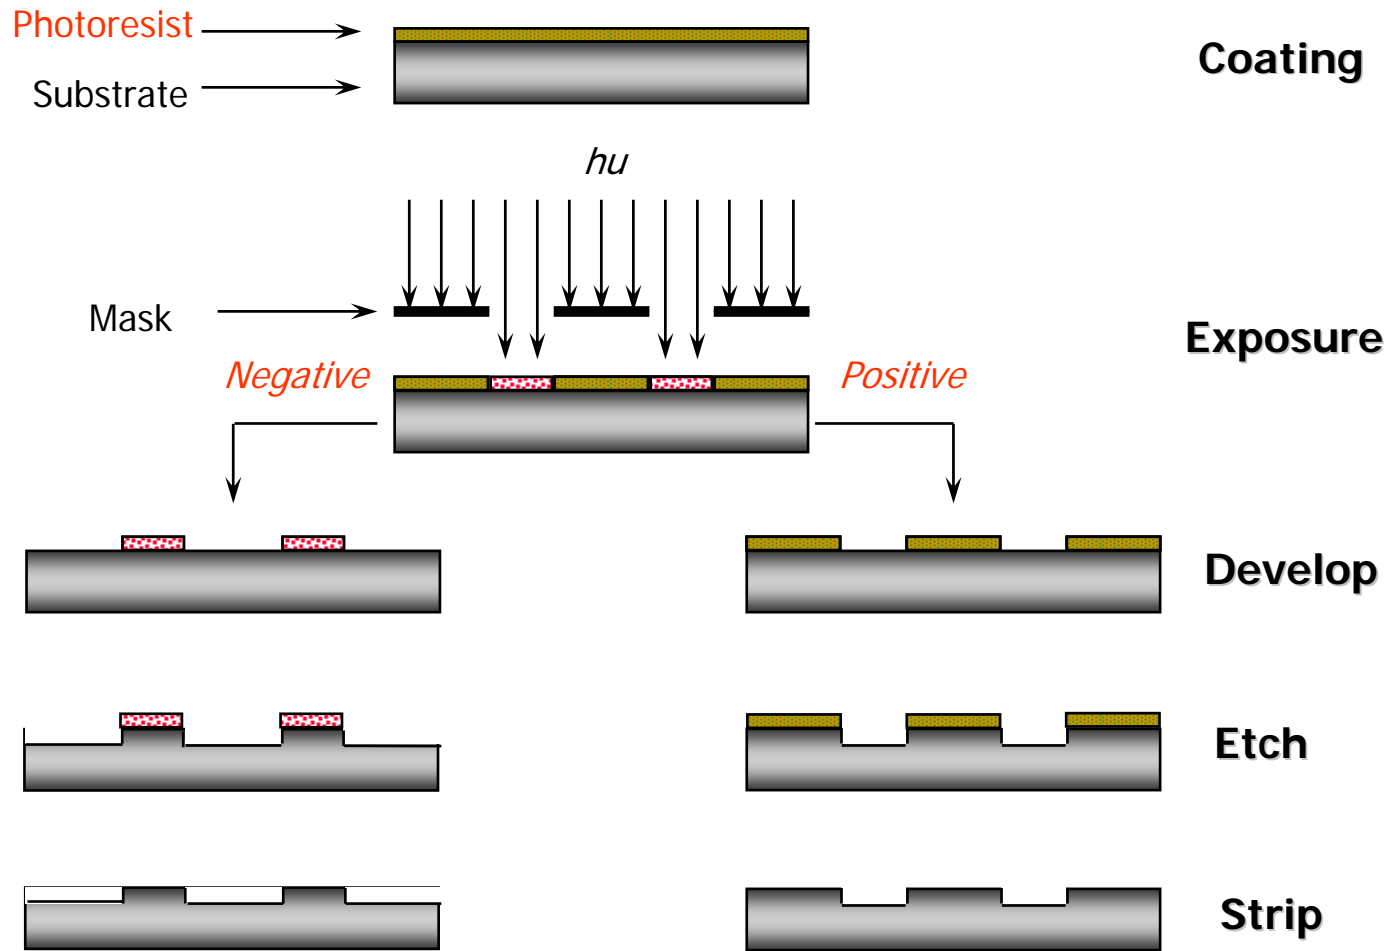 Photoresist
Coating
Substrate
hu
Mask
Exposure
Negative
Positive
Develop
Etch
Strip